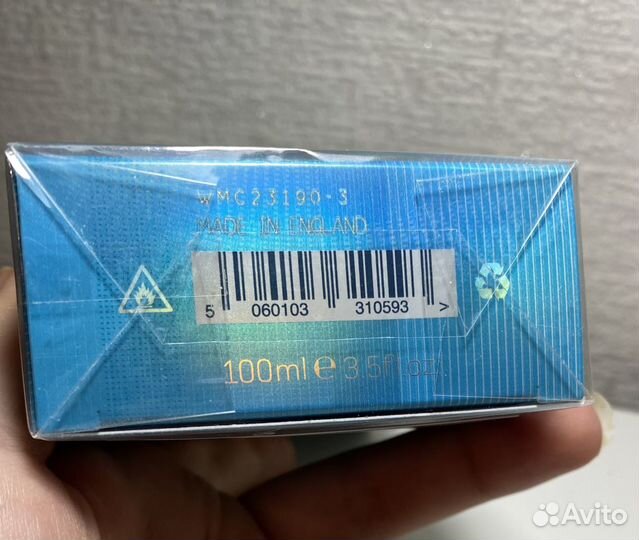 WMC23190-3
MADE IN ENGLAND
5 060103 310593 >
100ml e 3.5fl.oz.
Avito